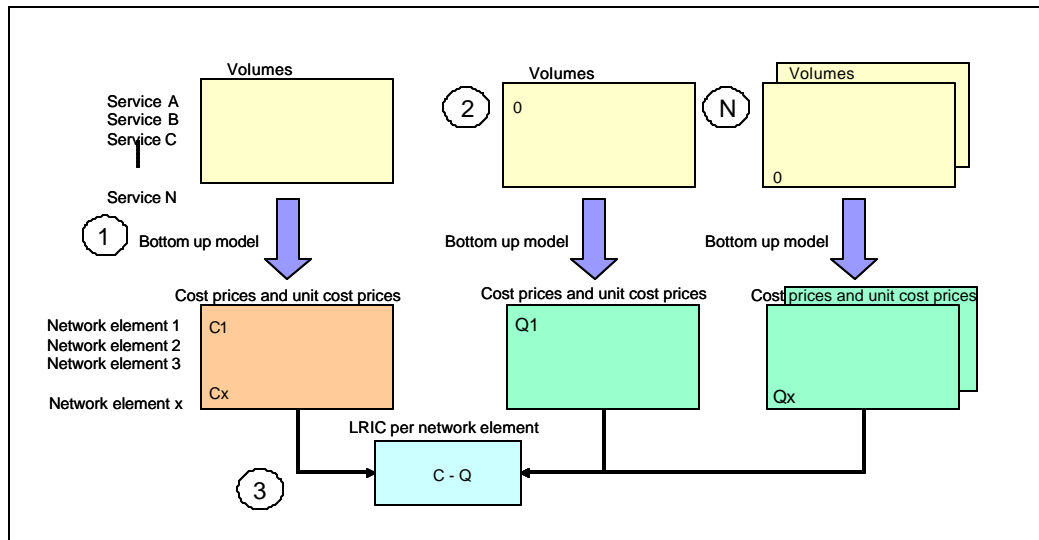 Volumes
Service A
Service B
Service C
Service N
1
Bottom up model
Cost prices and unit cost prices
Network element 1
Network element 2
Network element 3
Network element x
C1
Cx
Volumes
2
0
Bottom up model
Cost prices and unit cost prices
Q1
Volumes
N
0
Bottom up model
Cost prices and unit cost prices
Qx
LRIC per network element
3
C - Q